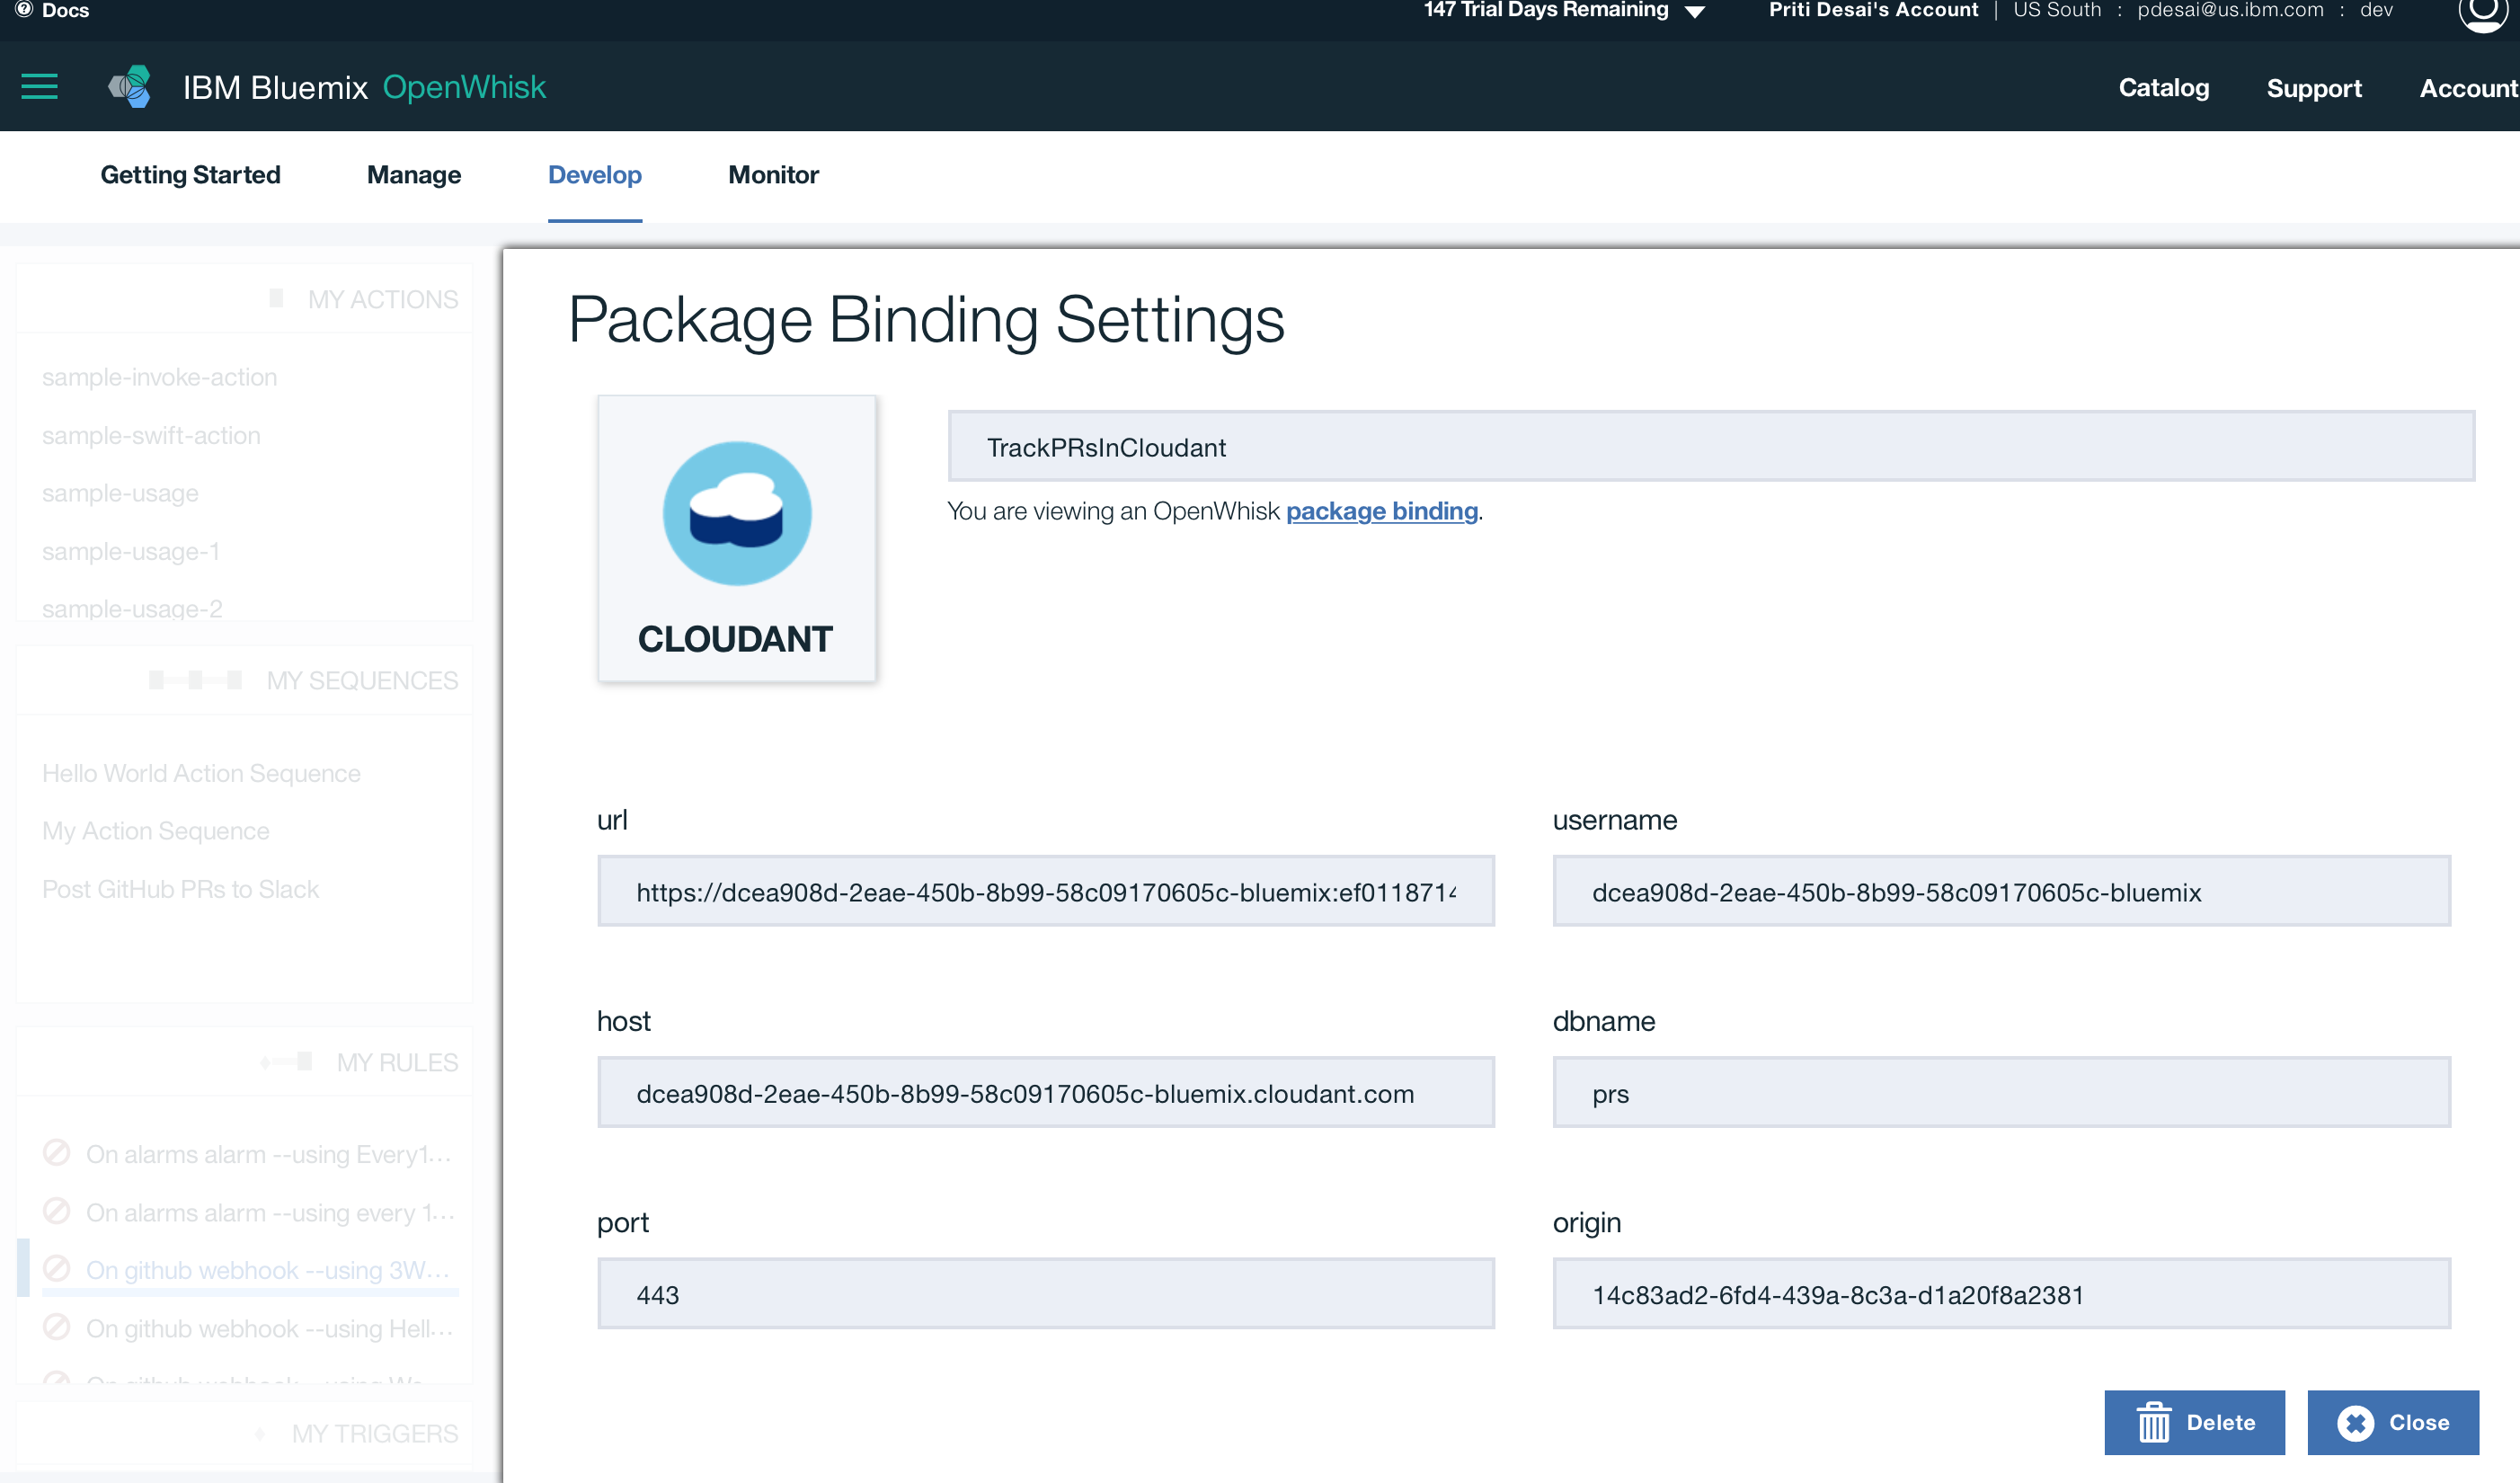 Docs
147 Trial Days Remaining
Priti Desai's Account | US South : pdesai@us.ibm.com : dev
IBM Bluemix OpenWhisk
Catalog Support Account
Getting Started Manage Develop Monitor
MY ACTIONS
sample-invoke-action
sample-swift-action
sample-usage
sample-usage-1
sample-usage-2
MY SEQUENCES
Hello World Action Sequence
My Action Sequence
Post GitHub PRs to Slack
MY RULES
On alarms alarm --using Every1...
On alarms alarm --using every 1...
On github webhook --using 3W...
On github webhook --using Hell...
On github webhook --using We
MY TRIGGERS
Package Binding Settings
CLOUDANT
TrackPRsInCloudant
You are viewing an OpenWhisk package binding.
url
https://dcea908d-2eae-450b-8b99-58c09170605c-bluemix:ef0118714
username
dcea908d-2eae-450b-8b99-58c09170605c-bluemix
host
dcea908d-2eae-450b-8b99-58c09170605c-bluemix.cloudant.com
dbname
prs
port
443
origin
14c83ad2-6fd4-439a-8c3a-d1a20f8a2381
Delete
Close